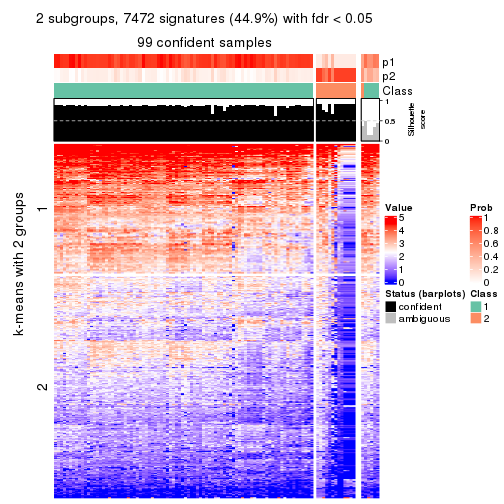 2 subgroups, 7472 signatures (44.9%) with fdr < 0.05
99 confident samples
p1
p2
Class
1
0.5
0
Silhouette
score
k-means with 2 groups
1
2
Value
5
4
3
2
1
0
Prob
1
0.8
0.6
0.4
0.2
0
Status (barplots)
confident
ambiguous
Class
1
2